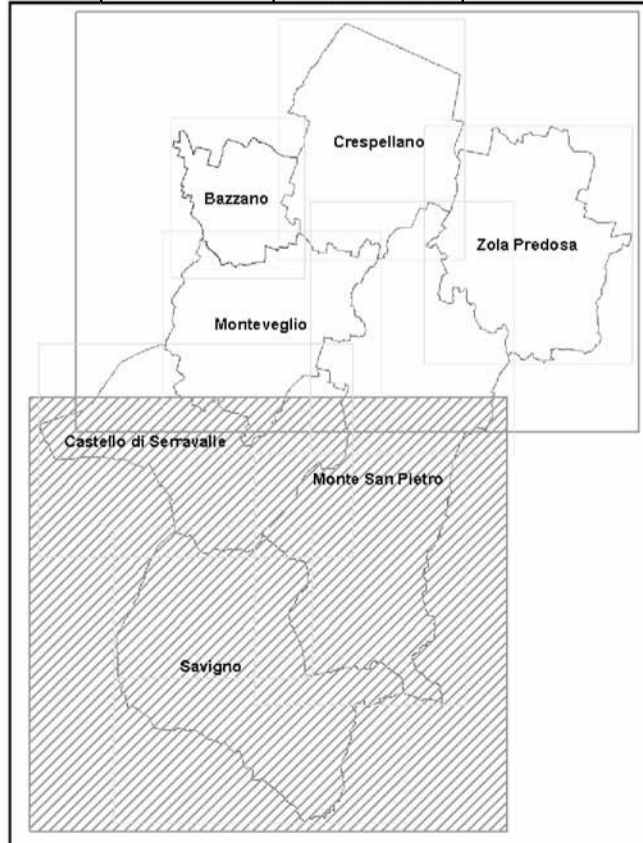 Crespellano
Bazzano
Zola Predosa
Monteveglio
Castello di Serravalle
Monte San Pietro
Savigno